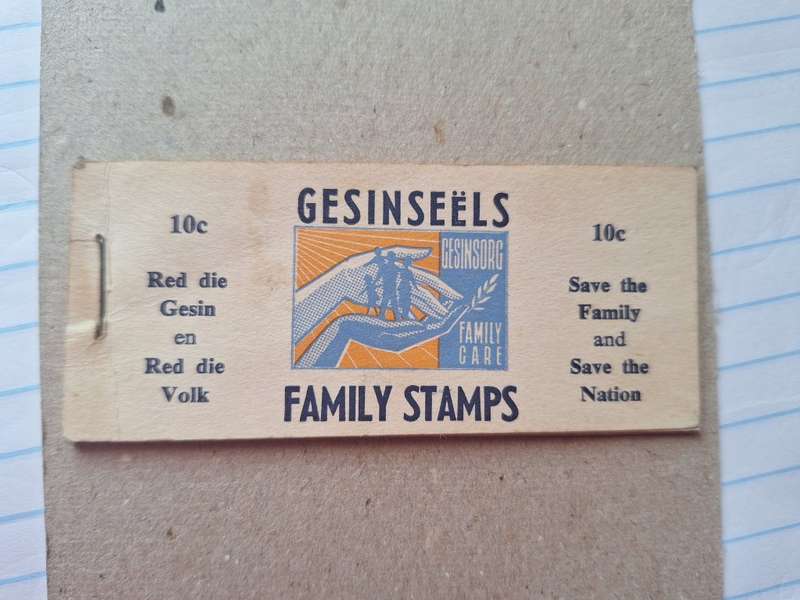 GESINSEËLS
10c
Red die
Gesin
en
Red die
Volk
GESINSORG
FAMILY
CARE
10c
Save the
Family
and
Save the
Nation
FAMILY STAMPS